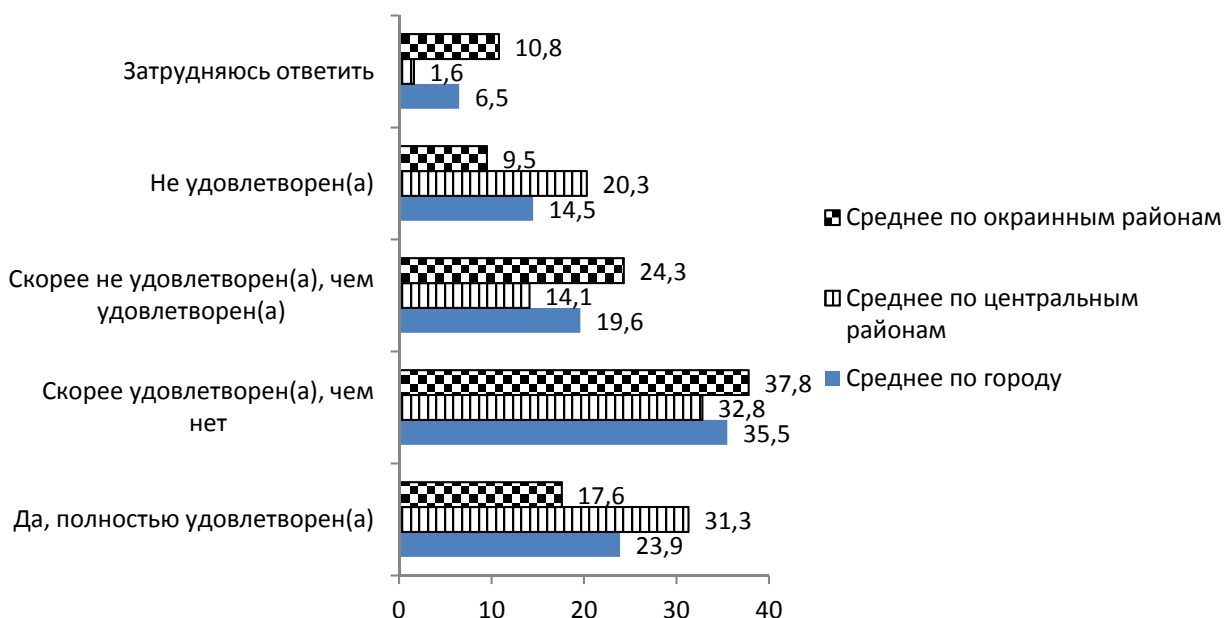 Затрудняюсь ответить
10,8
1,6
6,5
Не удовлетворен(а)
9,5
20,3
14,5
Скорее не удовлетворен(а), чем
удовлетворен(а)
24,3
14,1
19,6
Скорее удовлетворен(а), чем
нет
37,8
32,8
35,5
Да, полностью удовлетворен(а)
17,6
31,3
23,9
0 10 20 30 40
Среднее по окраинным районам
Среднее по центральным
районам
Среднее по городу